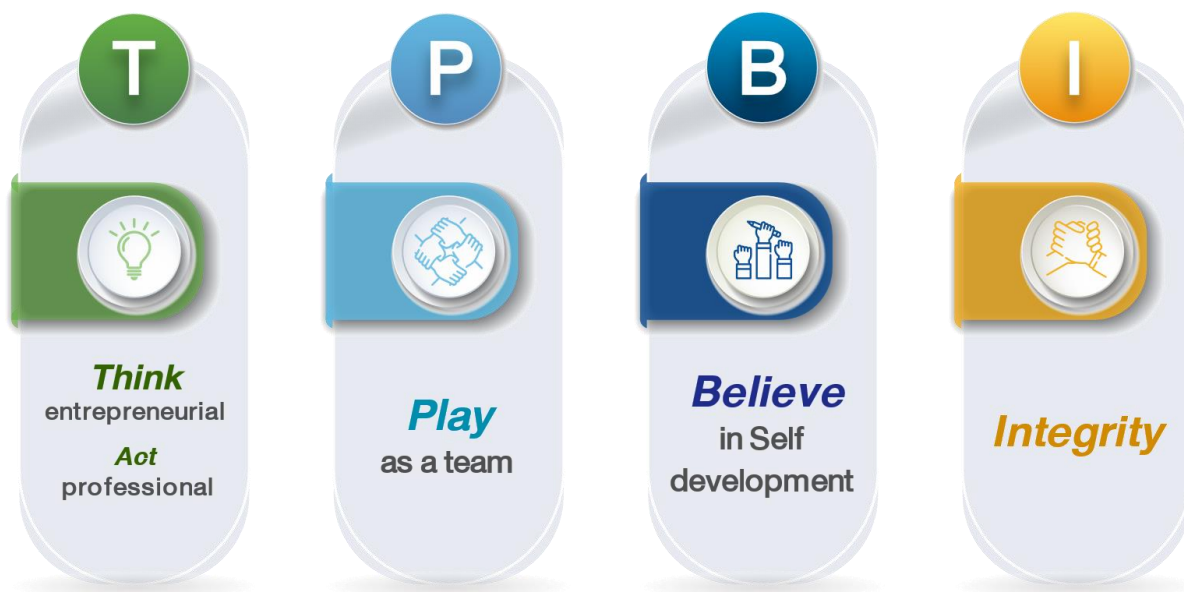 T
Think
entrepreneurial
Act
professional
P
Play
as a team
B
Believe
in Self
development
I
Integrity